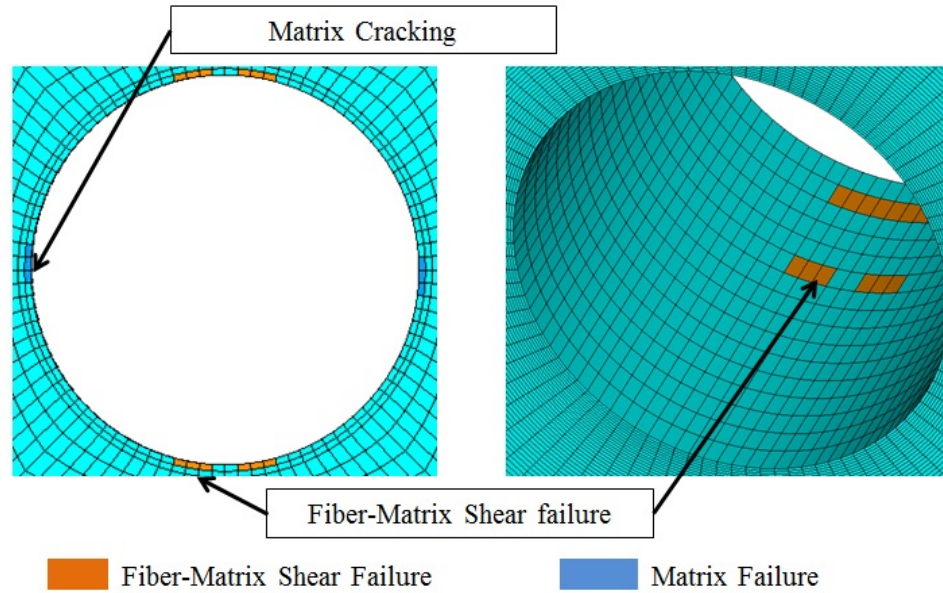 Matrix Cracking
Fiber-Matrix Shear failure
Fiber-Matrix Shear Failure
Matrix Failure